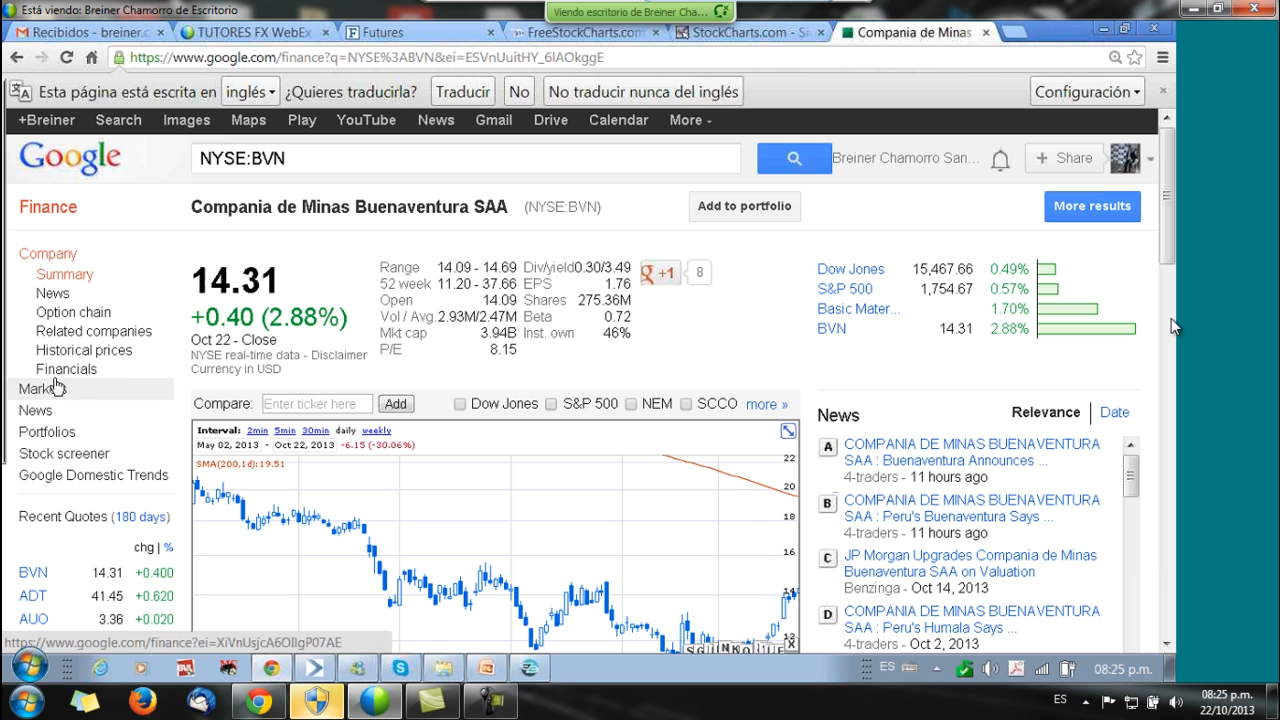 Está viendo: Breiner Chamorro de Escritorio
Viendo escritorio de Breiner Cha...
Recibidos - breiner.c
TUTORES FX WebEx
Futures
FreeStockCharts.com
StockCharts.com - Si
Compania de Minas
https://www.google.com/finance?q=NYSE%3ABVN&ei=ESVnUuitHY_6lAOkggE
Esta página está escrita en inglés ¿Quieres traducirla? Traducir No No traducir nunca del inglés Configuración
+Breiner Search Images Maps Play YouTube News Gmail Drive Calendar More
Google NYSE:BVN Breiner Chamorro San... + Share
Finance Compania de Minas Buenaventura SAA (NYSE:BVN) Add to portfolio More results
Company
Summary
News
Option chain
Related companies
Historical prices
Financials
News
Portfolios
Stock screener
Google Domestic Trends
Recent Quotes (180 days)
chg | %
BVN 14.31 +0.400
ADT 41.45 +0.620
AUO 3.36 +0.020
14.31
+0.40 (2.88%)
Oct 22 - Close
NYSE real-time data - Disclaimer
Currency in USD
Range 14.09 - 14.69
52 week 11.20 - 37.66
Open 14.09
Vol / Avg. 2.93M/2.47M
Mkt cap 3.94B
P/E 8.15
Div/yield 0.30/3.49
EPS 1.76
Shares 275.36M
Beta 0.72
Inst. own 46%
g +1 8
Dow Jones 15,467.66 0.49%
S&P 500 1,754.67 0.57%
Basic Mater... 1.70%
BVN 14.31 2.88%
Compare: Enter ticker here Add Dow Jones S&P 500 NEM SCCO more »
Interval: 2min 5min 30min daily weekly
May 02, 2013 - Oct 22, 2013 -6.15 (-30.06%)
SMA(200,1d):19.51
22
20
18
16
14
12
News Relevance Date
A COMPANIA DE MINAS BUENAVENTURA
SAA : Buenaventura Announces ...
4-traders - 11 hours ago
B COMPANIA DE MINAS BUENAVENTURA
SAA : Peru's Buenaventura Says ...
4-traders - 11 hours ago
C JP Morgan Upgrades Compania de Minas
Buenaventura SAA on Valuation
Benzinga - Oct 14, 2013
D COMPANIA DE MINAS BUENAVENTURA
SAA : Peru's Humala Says ...
4-traders - Oct 2, 2013
https://www.google.com/finance?ei=XiVnUsjcA6OIlgP07AE
ES 08:25 p.m.
ES 08:25 p.m.
22/10/2013